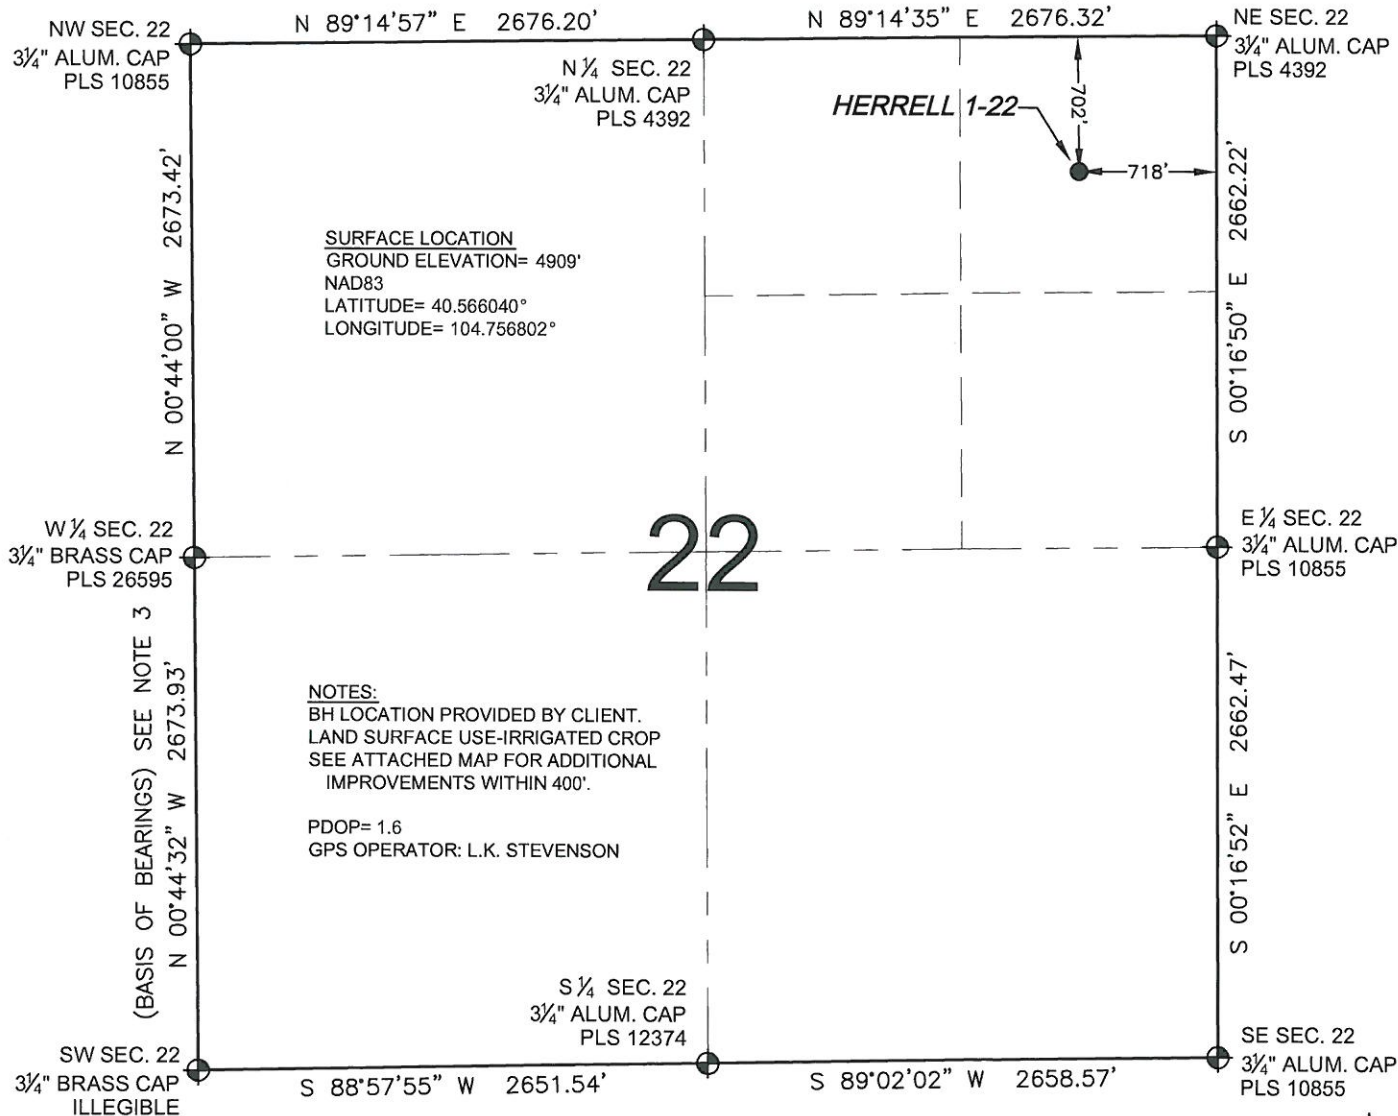 N 89°14'57" E 2676.20'
N 89°14'35" E 2676.32'
NW SEC. 22
3¼" ALUM. CAP
PLS 10855
N ¼ SEC. 22
3¼" ALUM. CAP
PLS 4392
NE SEC. 22
3¼" ALUM. CAP
PLS 4392
HERRELL 1-22
702'
718'
N 00°44'00" W 2673.42'
S 00°16'50" E 2662.22'
SURFACE LOCATION
GROUND ELEVATION= 4909'
NAD83
LATITUDE= 40.566040°
LONGITUDE= 104.756802°
W ¼ SEC. 22
3¼" BRASS CAP
PLS 26595
22
E ¼ SEC. 22
3¼" ALUM. CAP
PLS 10855
(BASIS OF BEARINGS) SEE NOTE 3
N 00°44'32" W 2673.93'
NOTES:
BH LOCATION PROVIDED BY CLIENT.
LAND SURFACE USE-IRRIGATED CROP
SEE ATTACHED MAP FOR ADDITIONAL
IMPROVEMENTS WITHIN 400'.
PDOP= 1.6
GPS OPERATOR: L.K. STEVENSON
S 00°16'52" E 2662.47'
S ¼ SEC. 22
3¼" ALUM. CAP
PLS 12374
SW SEC. 22
3¼" BRASS CAP
ILLEGIBLE
SE SEC. 22
3¼" ALUM. CAP
PLS 10855
S 88°57'55" W 2651.54'
S 89°02'02" W 2658.57'